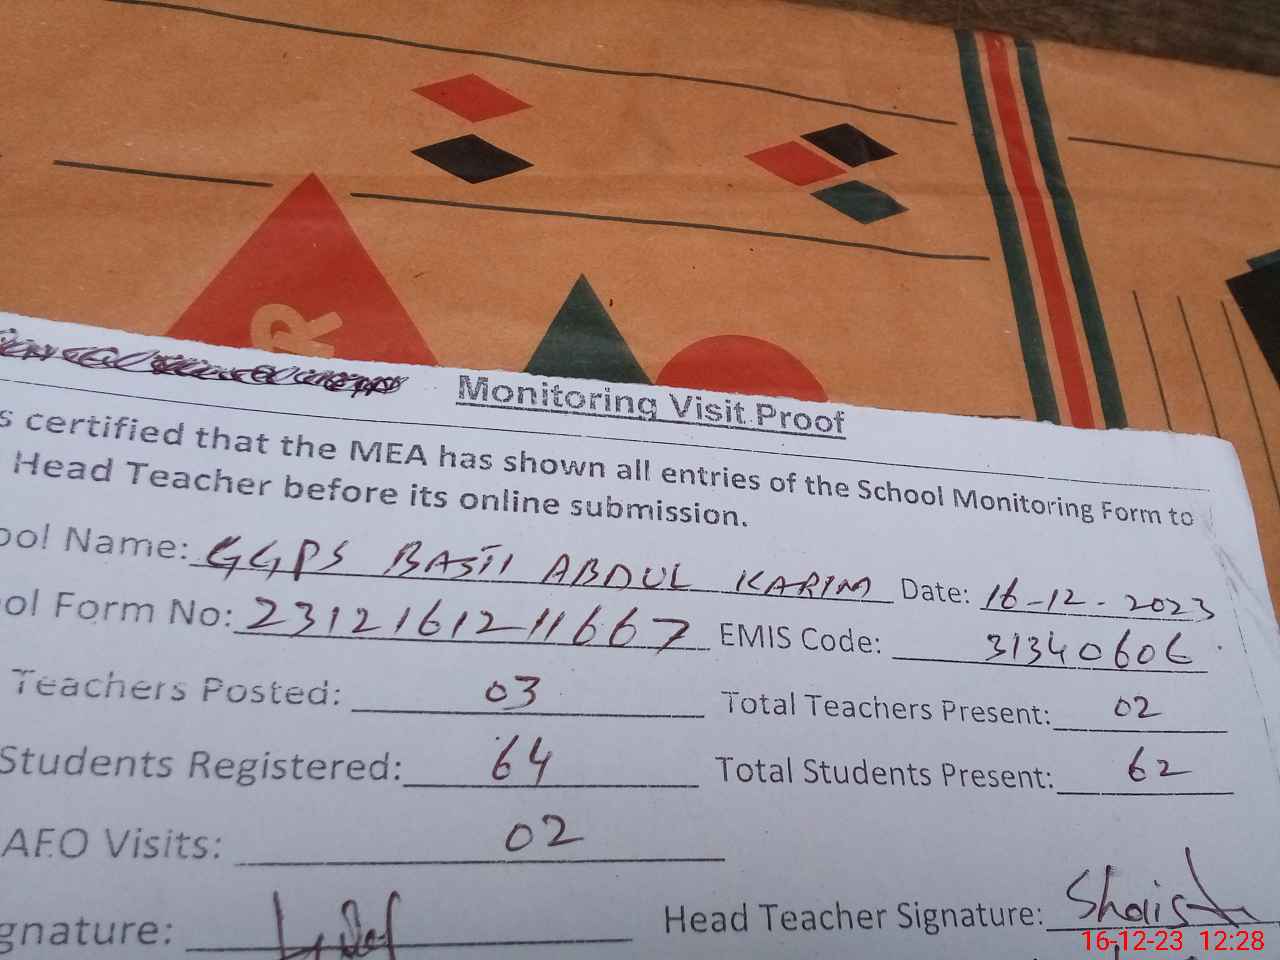 R
Monitoring Visit Proof
s certified that the MEA has shown all entries of the School Monitoring Form to
Head Teacher before its online submission.
ool Name: GGPS BASTI ABDUL KARIM Date: 16-12-2023
ol Form No: 231216121667 EMIS Code: 31340606
Teachers Posted: 03 Total Teachers Present: 02
Students Registered: 64 Total Students Present: 62
AEO Visits: 02
gnature: Head Teacher Signature: Shaista
16-12-23 12:28